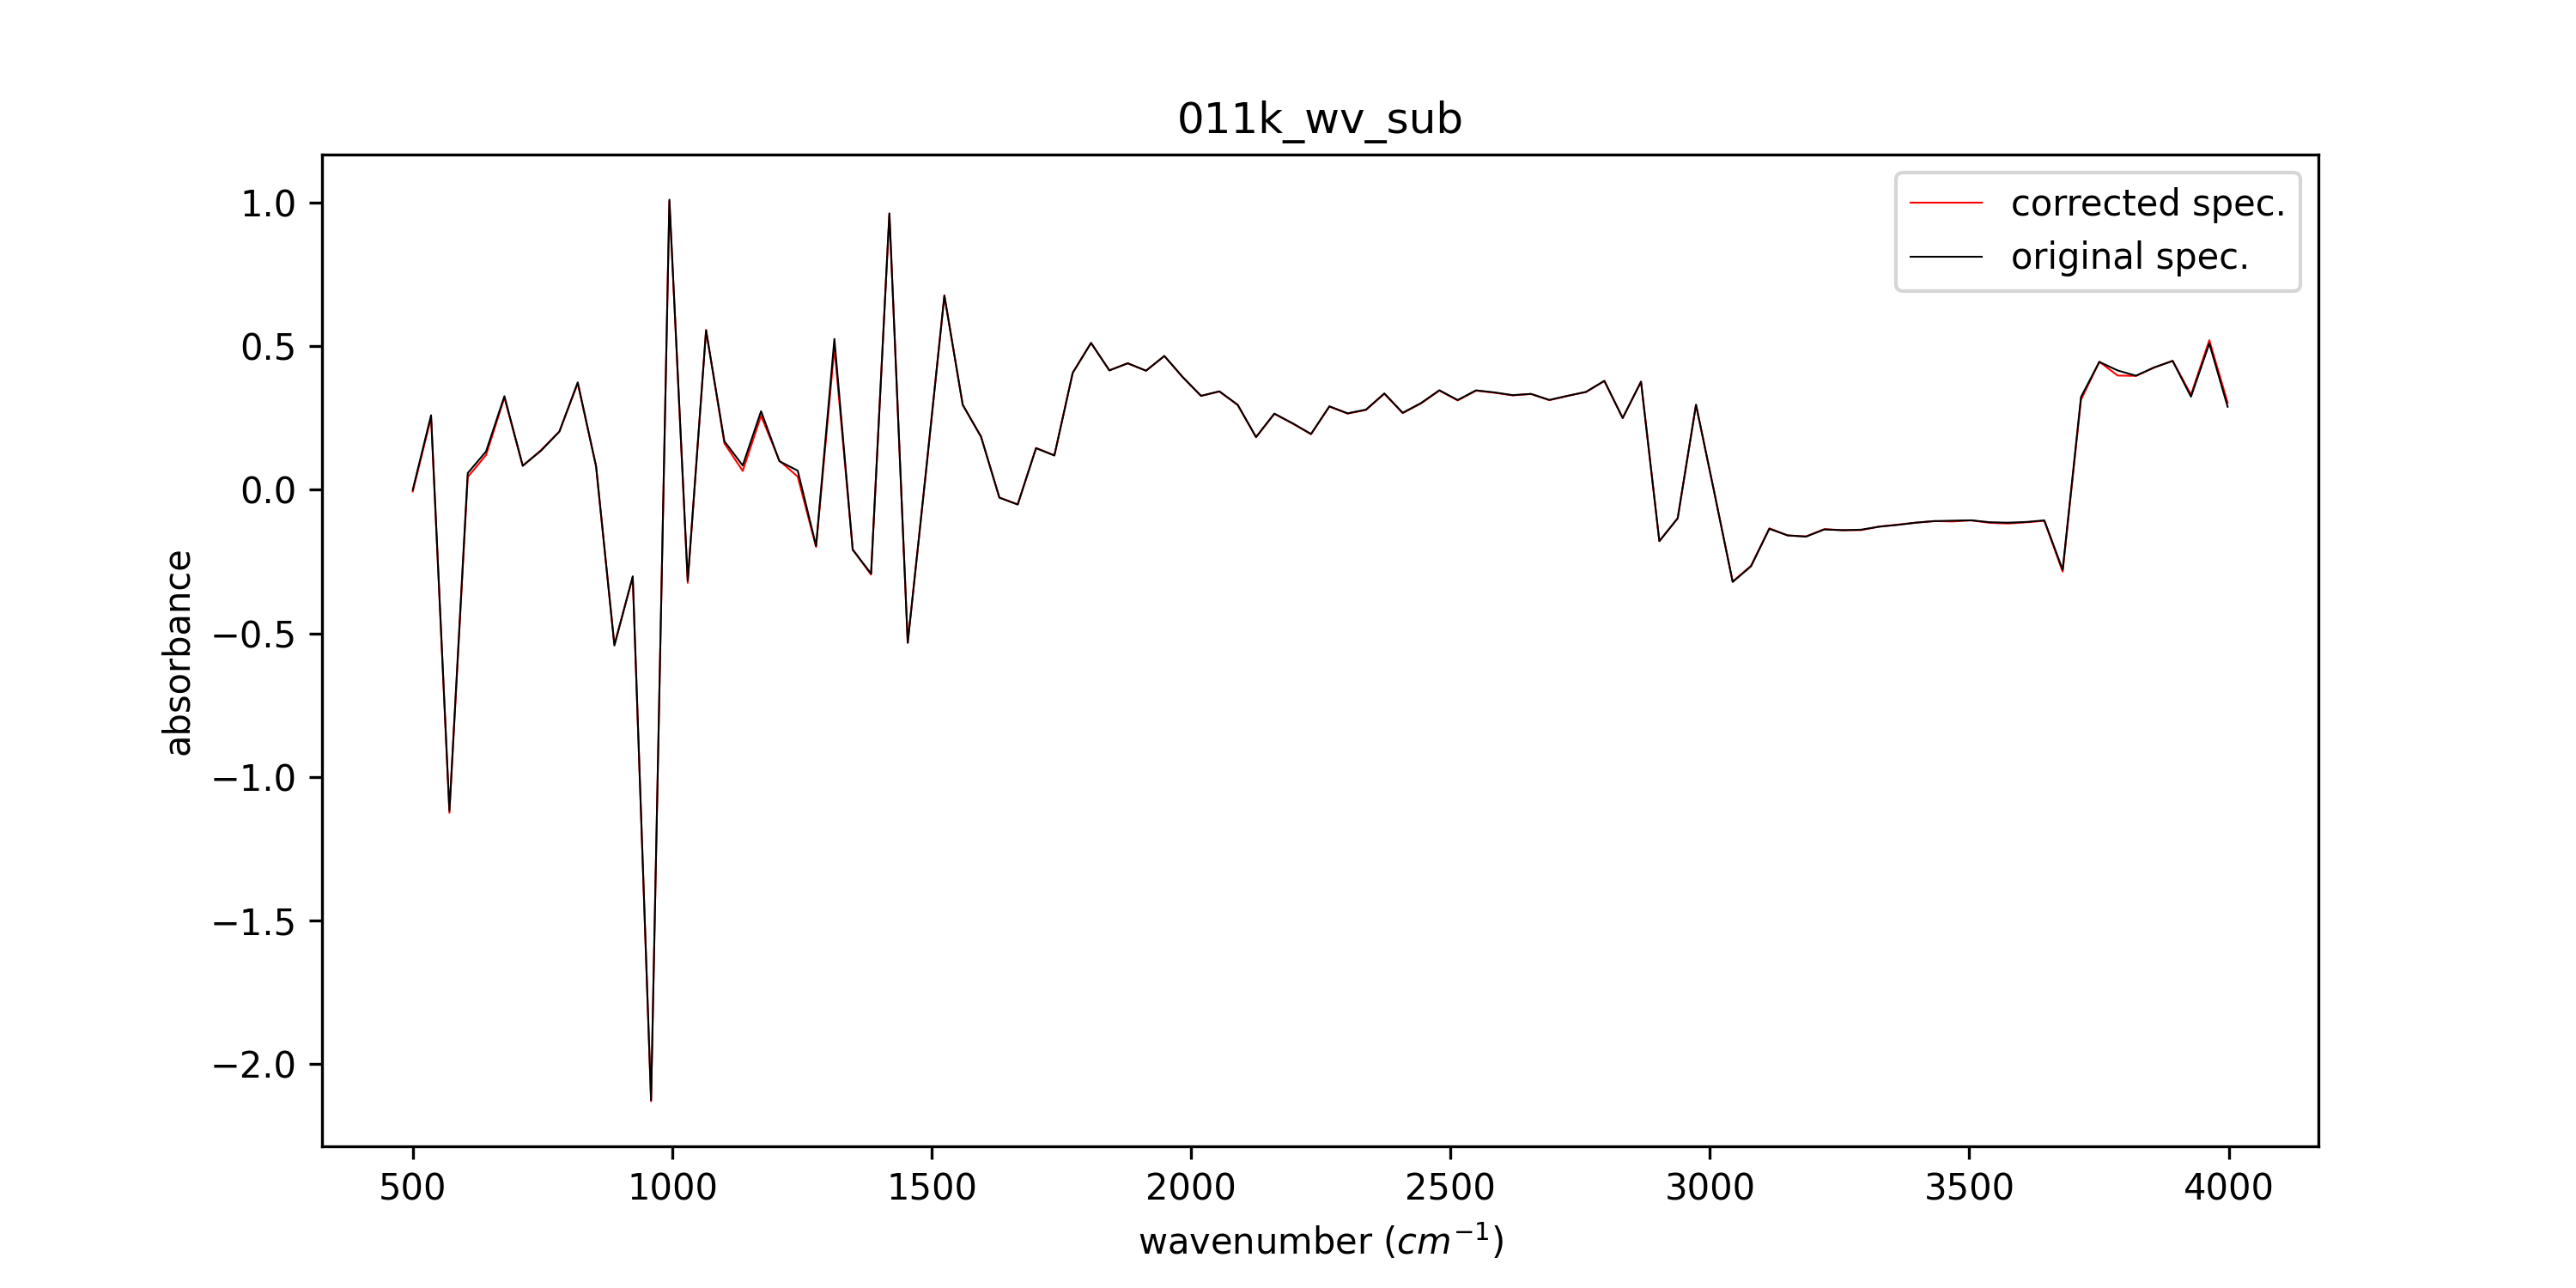 011k_wv_sub
corrected spec.
original spec.
absorbance
1.0
0.5
0.0
−0.5
−1.0
−1.5
−2.0
500 1000 1500 2000 2500 3000 3500 4000
wavenumber (cm⁻¹)